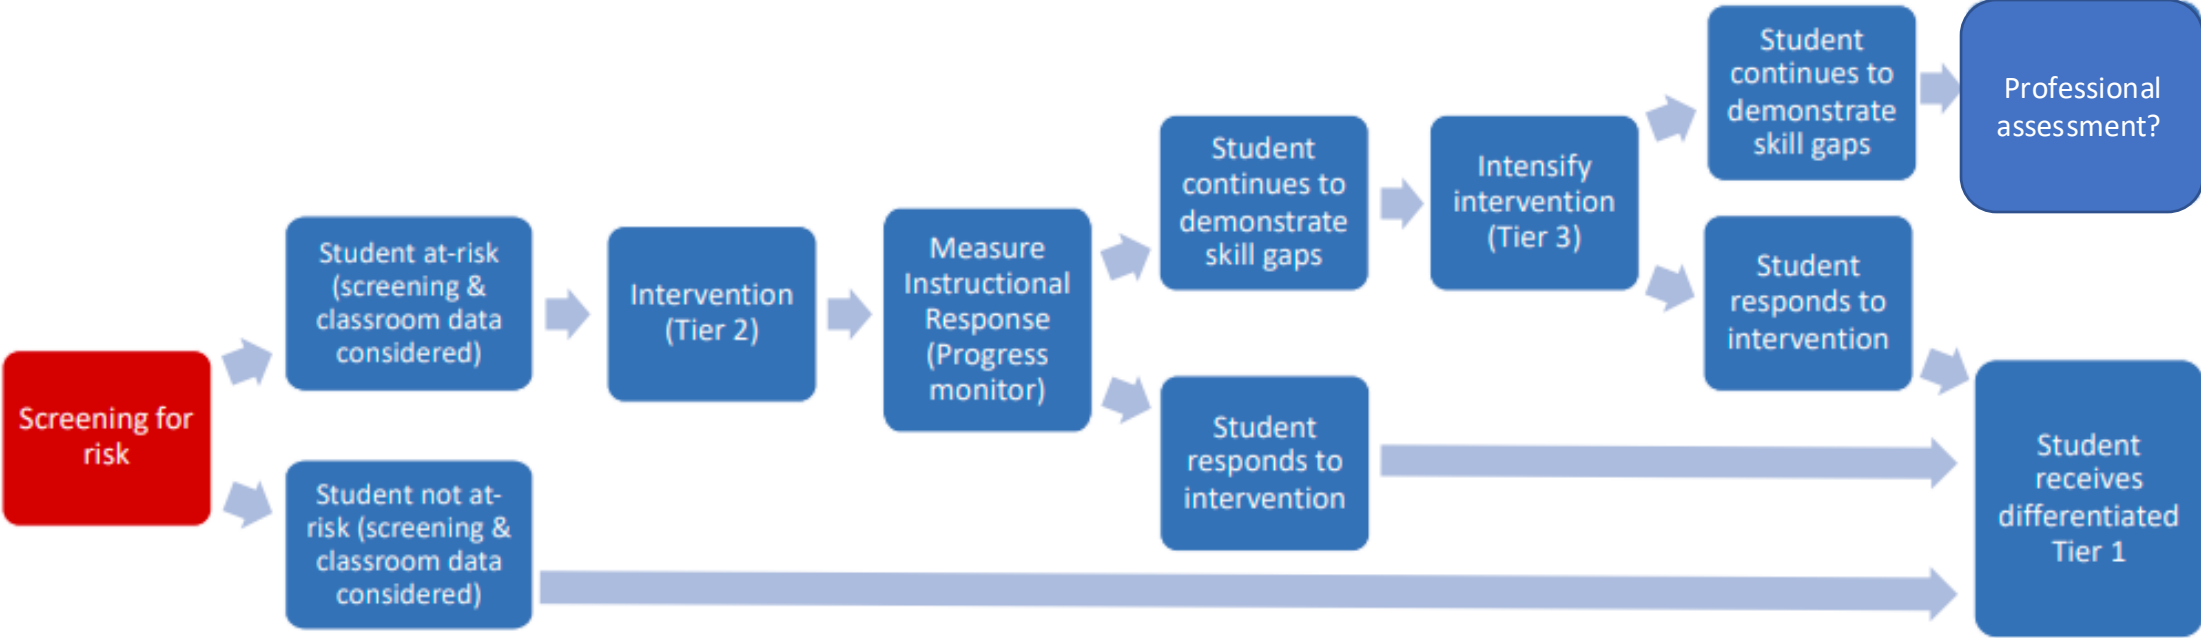 Screening for
risk
Student at-risk
(screening &
classroom data
considered)
Student not at-
risk (screening &
classroom data
considered)
Intervention
(Tier 2)
Measure
Instructional
Response
(Progress
monitor)
Student
continues to
demonstrate
skill gaps
Student
responds to
intervention
Intensify
intervention
(Tier 3)
Student
continues to
demonstrate
skill gaps
Student
responds to
intervention
Professional
assessment?
Student
receives
differentiated
Tier 1